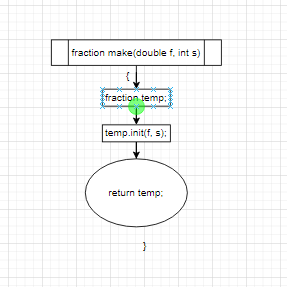 fraction make(double f, int s)
{
fraction temp;
temp.init(f, s);
return temp;
}